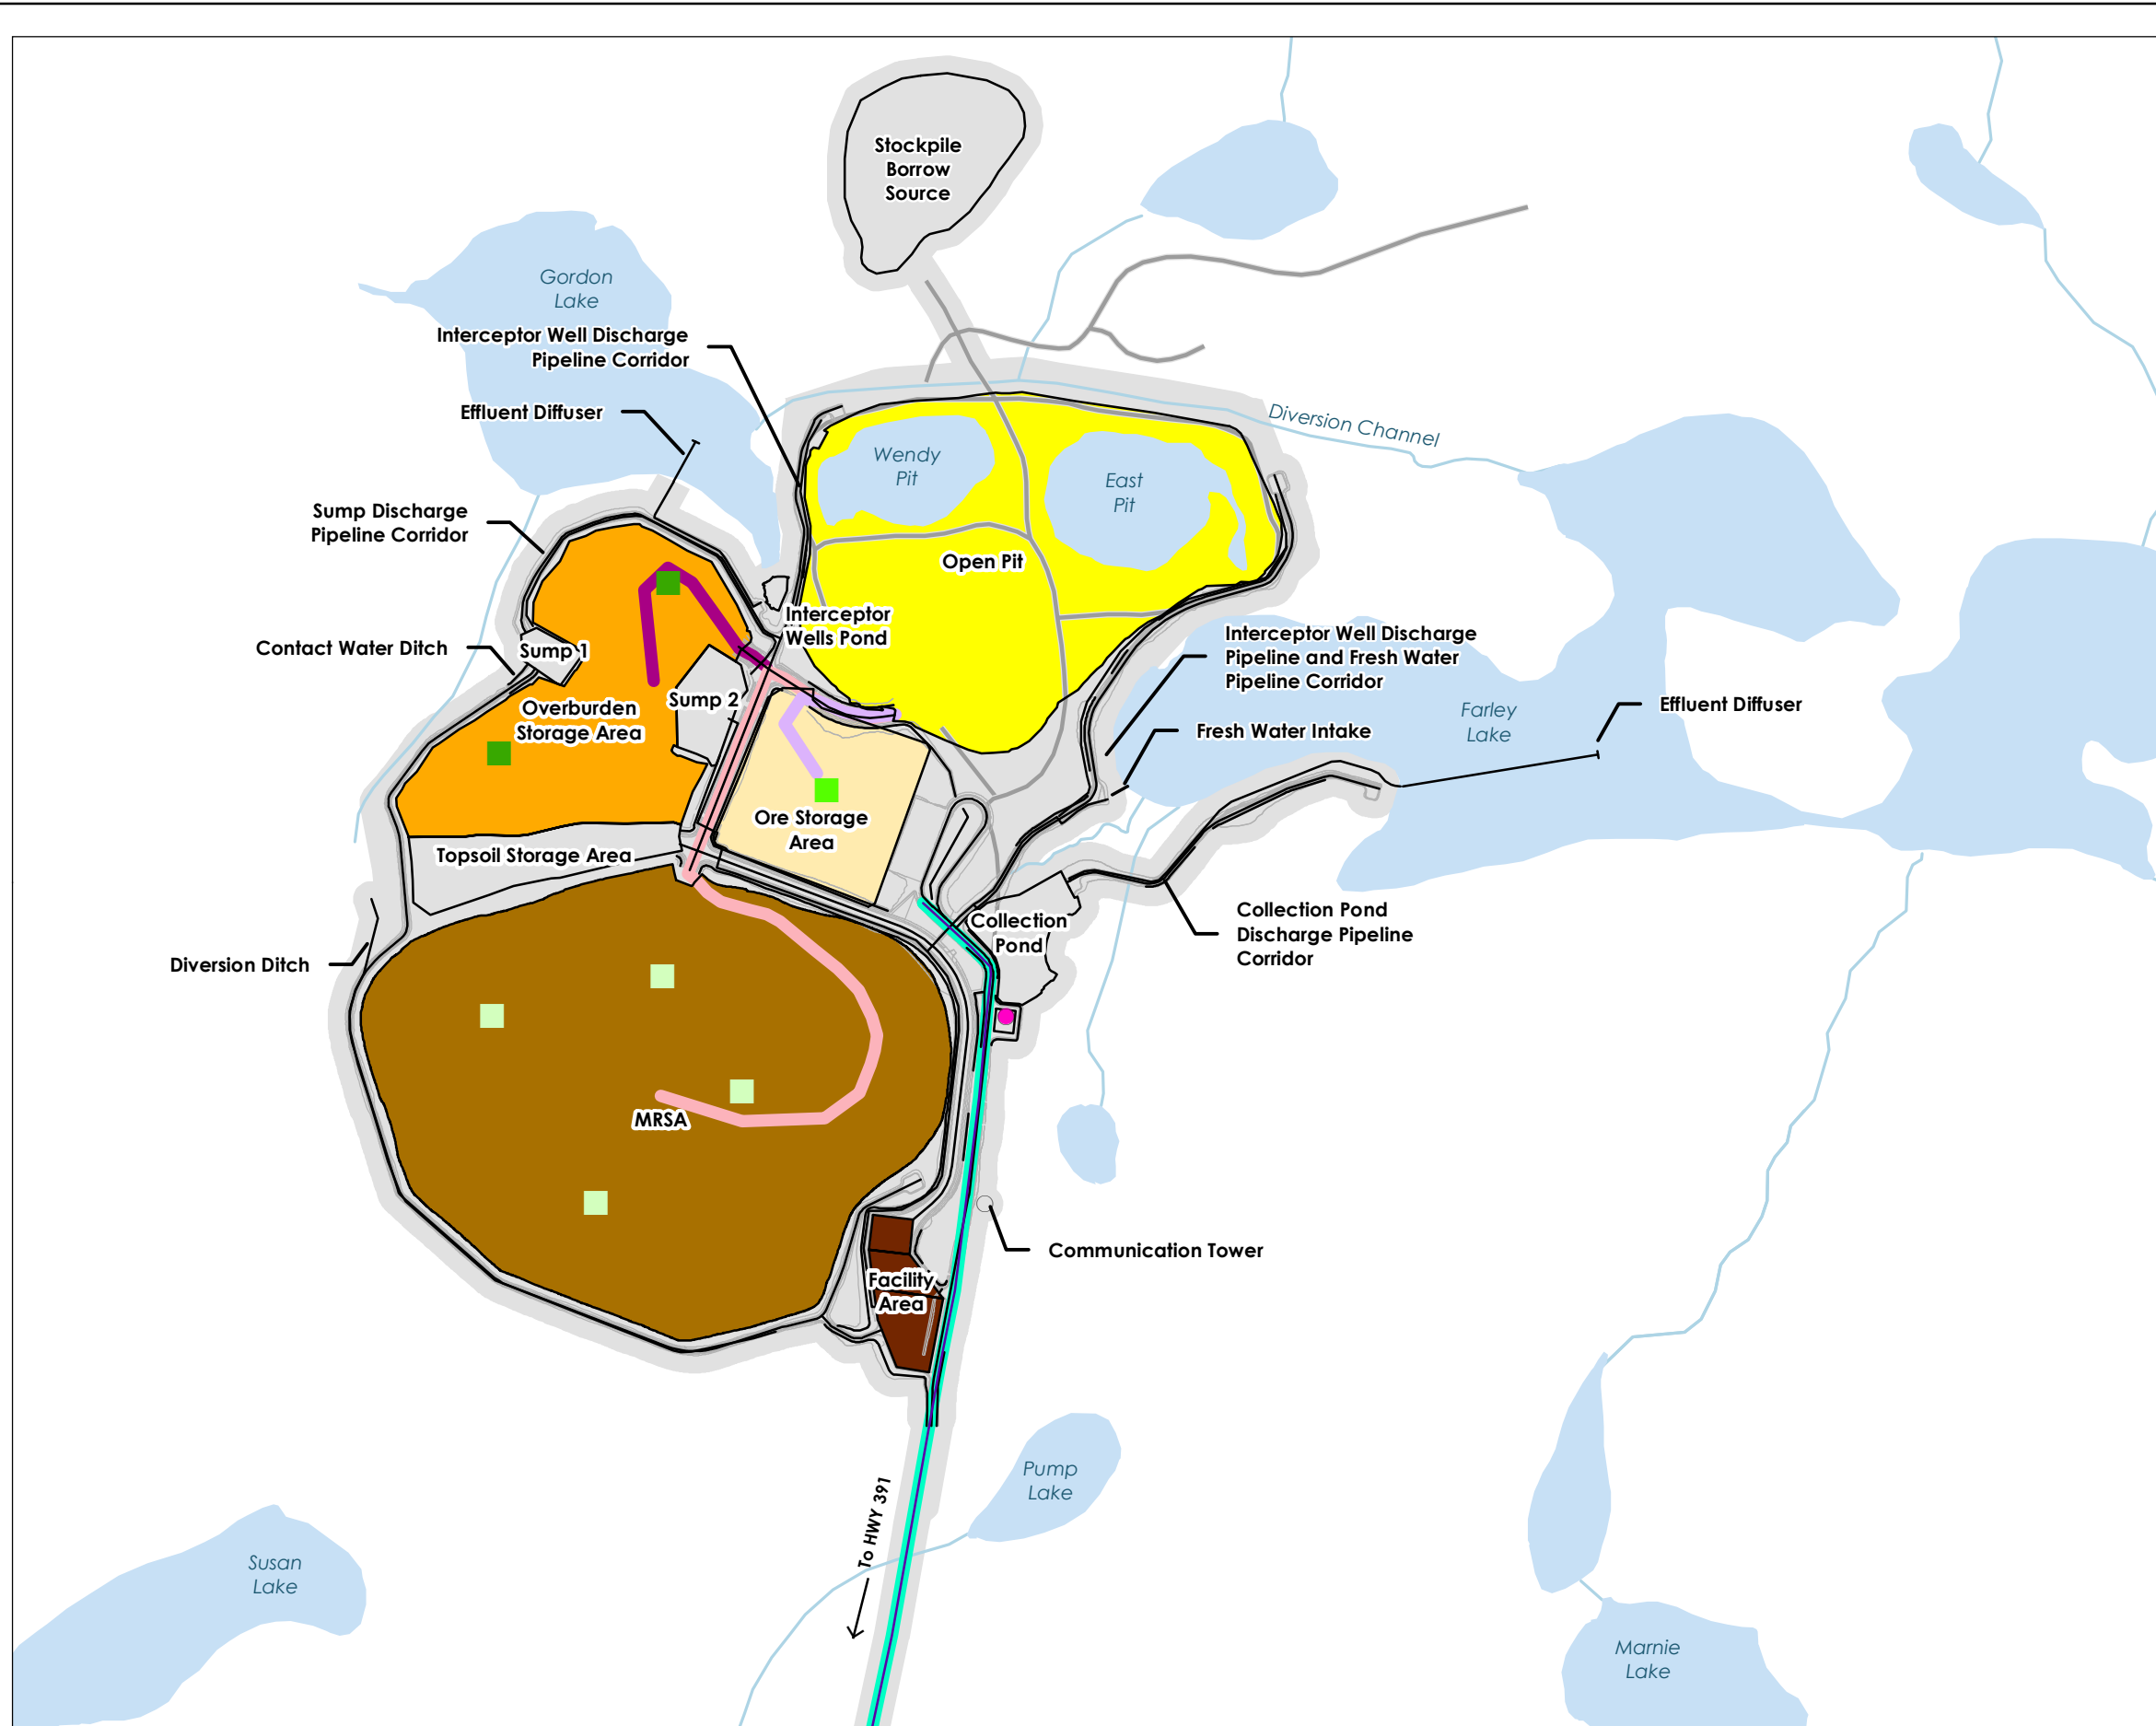 Stockpile
Borrow
Source
Gordon
Lake
Interceptor Well Discharge
Pipeline Corridor
Effluent Diffuser
Diversion Channel
Wendy
Pit
East
Pit
Sump Discharge
Pipeline Corridor
Open Pit
Interceptor
Wells Pond
Interceptor Well Discharge
Pipeline and Fresh Water
Pipeline Corridor
Contact Water Ditch
Sump 1
Sump 2
Overburden
Storage Area
Farley
Lake
Effluent Diffuser
Fresh Water Intake
Ore Storage
Area
Topsoil Storage Area
Collection
Pond
Collection Pond
Discharge Pipeline
Corridor
Diversion Ditch
MRSA
Communication Tower
Facility
Area
Pump
Lake
To HWY 391
Susan
Lake
Marnie
Lake